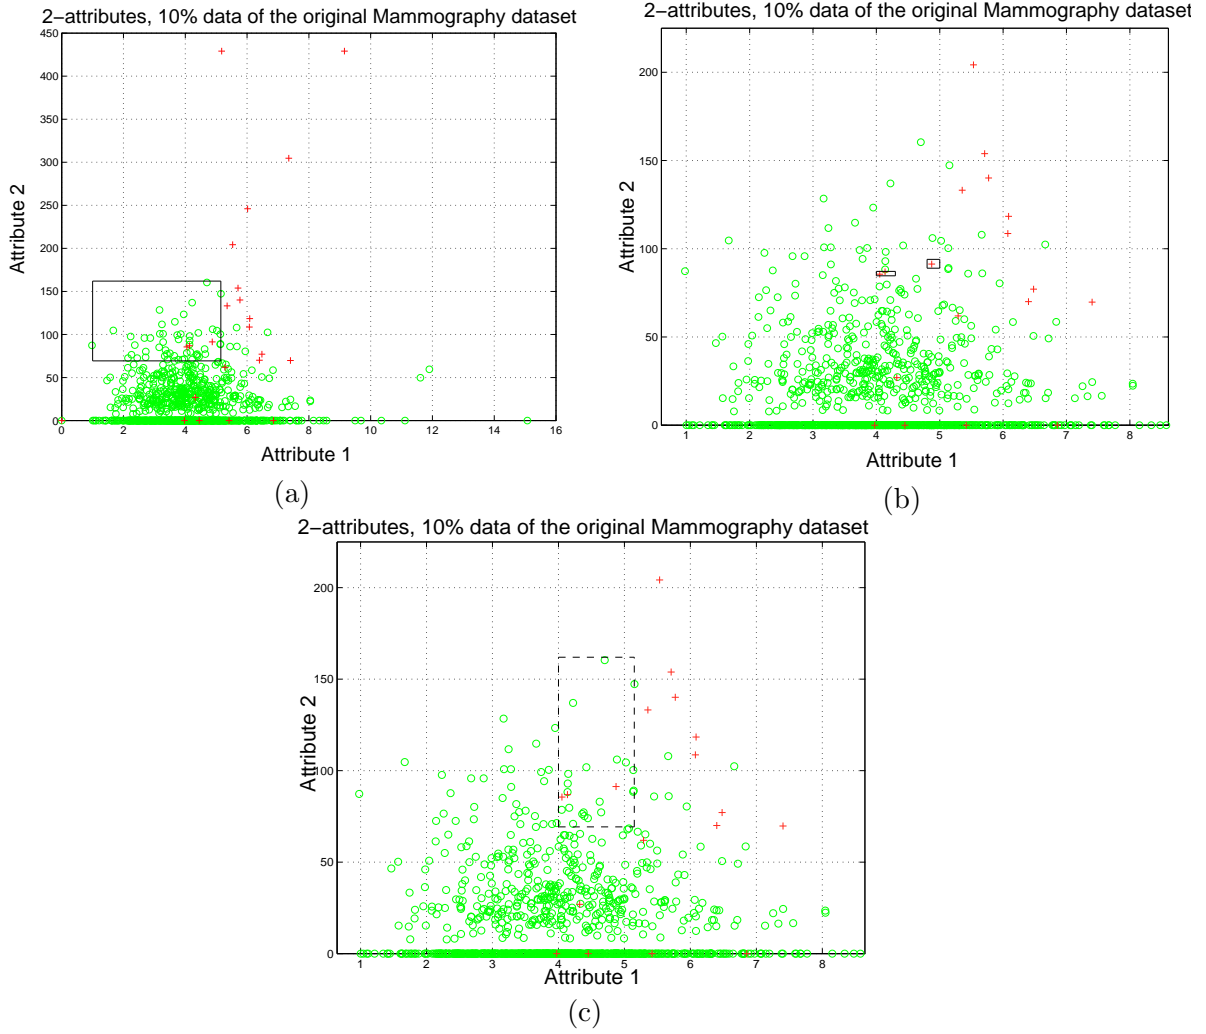 2−attributes, 10% data of the original Mammography dataset
450
400
350
300
250
200
150
100
50
0
Attribute 2
0 2 4 6 8 10 12 14 16
Attribute 1
(a)
2−attributes, 10% data of the original Mammography dataset
200
150
100
50
0
Attribute 2
1 2 3 4 5 6 7 8
Attribute 1
(b)
2−attributes, 10% data of the original Mammography dataset
200
150
100
50
0
Attribute 2
1 2 3 4 5 6 7 8
Attribute 1
(c)